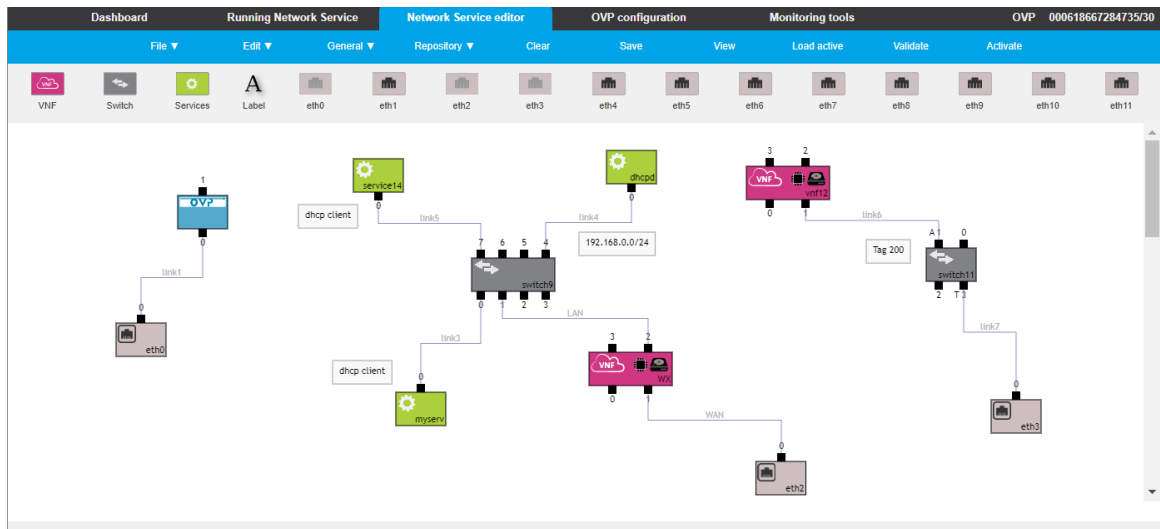 Dashboard Running Network Service Network Service editor OVP configuration Monitoring tools OVP 000618667284735/30
File ▼ Edit ▼ General ▼ Repository ▼ Clear Save View Load active Validate Activate
VNF
A
VNF Switch Services Label eth0 eth1 eth2 eth3 eth4 eth5 eth6 eth7 eth8 eth9 eth10 eth11
3 2
VNF
vnf12
0 1
service14
0
dhcpd
0
1
OVP
0
dhcp client
link5
link4
link6
192.168.0.0/24
Tag 200
A 1 0
switch11
2 T 3
7 6 5 4
switch9
0 1 2 3
link1
0
eth0
LAN
link3
link7
3 2
VNF
WX
0 1
dhcp client
0
myserv
0
eth3
WAN
0
eth2